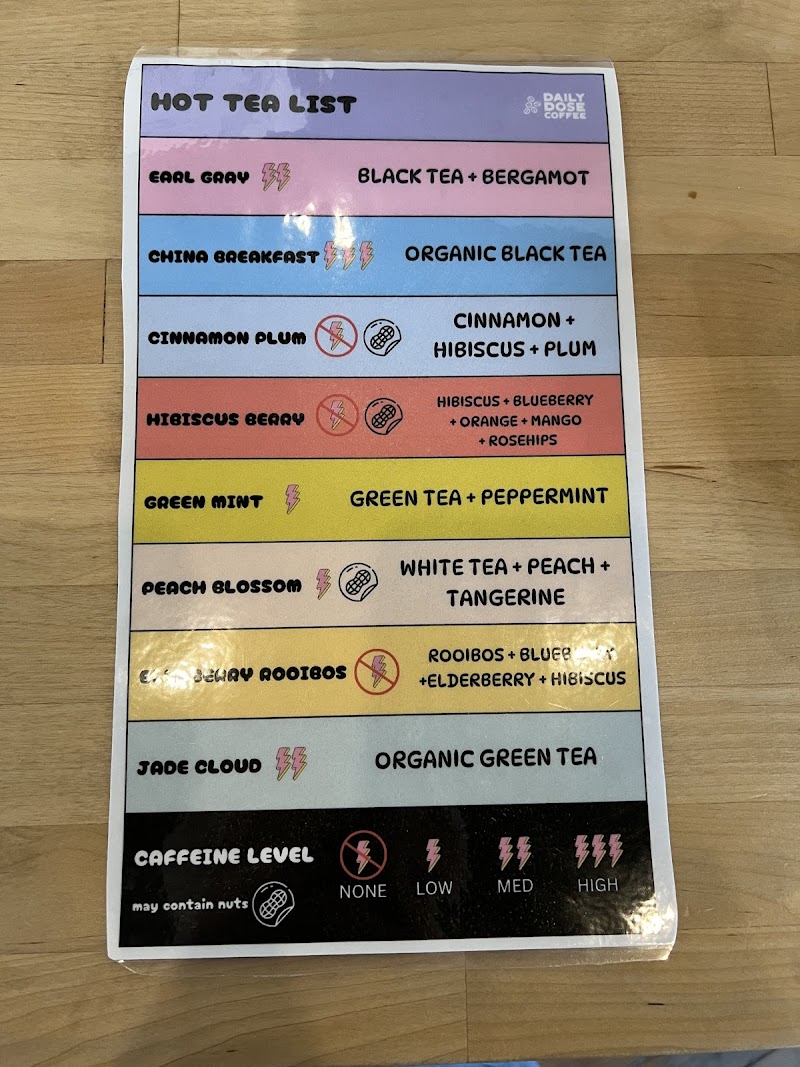 HOT TEA LIST
DAILY
DOSE
COFFEE
EARL GRAY
BLACK TEA + BERGAMOT
CHINA BREAKFAST
ORGANIC BLACK TEA
CINNAMON PLUM
CINNAMON +
HIBISCUS + PLUM
HIBISCUS BERRY
HIBISCUS + BLUEBERRY
+ ORANGE + MANGO
+ ROSEHIPS
GREEN MINT
GREEN TEA + PEPPERMINT
PEACH BLOSSOM
WHITE TEA + PEACH +
TANGERINE
ROOIBOS
ROOIBOS +
+ELDERBERRY + HIBISCUS
JADE CLOUD
ORGANIC GREEN TEA
CAFFEINE LEVEL
NONE
LOW
MED
HIGH
may contain nuts